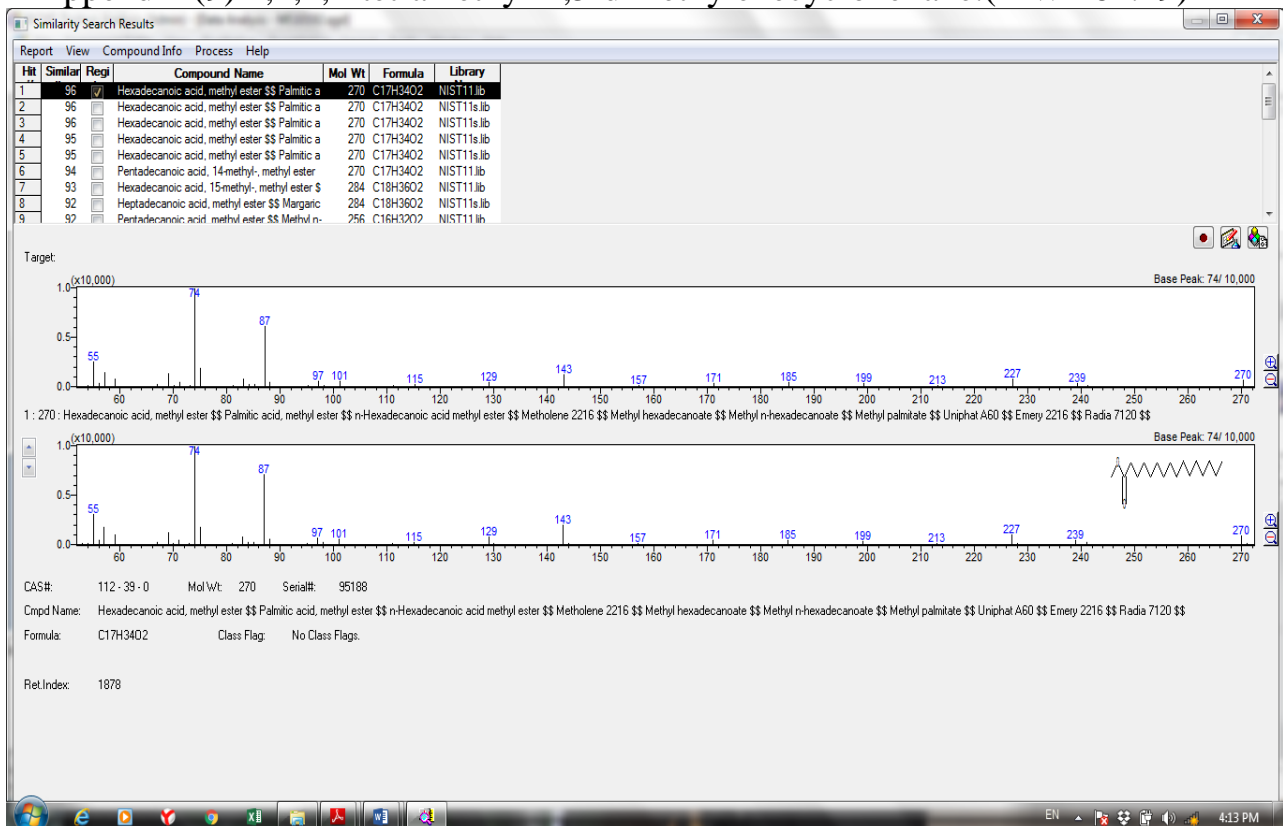 Similarity Search Results
Report View Compound Info Process Help
Hit Similar Regi Compound Name Mol Wt Formula Library
1 96 Hexadecanoic acid, methyl ester $$ Palmitic a 270 C17H34O2 NIST11.lib
2 96 Hexadecanoic acid, methyl ester $$ Palmitic a 270 C17H34O2 NIST11s.lib
3 96 Hexadecanoic acid, methyl ester $$ Palmitic a 270 C17H34O2 NIST11s.lib
4 95 Hexadecanoic acid, methyl ester $$ Palmitic a 270 C17H34O2 NIST11s.lib
5 95 Hexadecanoic acid, methyl ester $$ Palmitic a 270 C17H34O2 NIST11s.lib
6 94 Pentadecanoic acid, 14-methyl-, methyl ester 270 C17H34O2 NIST11.lib
7 93 Hexadecanoic acid, 15-methyl-, methyl ester $ 284 C18H36O2 NIST11.lib
8 92 Heptadecanoic acid, methyl ester $$ Margaric 284 C18H36O2 NIST11s.lib
9 92 Pentadecanoic acid, methyl ester $$ Methyl n- 256 C16H32O2 NIST11.lib
Target:
(x10,000) Base Peak: 74/ 10,000
1.0 74
87
0.5
55
97 101 115 129 143 157 171 185 199 213 227 239 270
0.0
60 70 80 90 100 110 120 130 140 150 160 170 180 190 200 210 220 230 240 250 260 270
1 : 270 : Hexadecanoic acid, methyl ester $$ Palmitic acid, methyl ester $$ n-Hexadecanoic acid methyl ester $$ Metholene 2216 $$ Methyl hexadecanoate $$ Methyl n-hexadecanoate $$ Methyl palmitate $$ Uniphat A60 $$ Emery 2216 $$ Radia 7120 $$
(x10,000) Base Peak: 74/ 10,000
1.0 74
87
0.5
55
97 101 115 129 143 157 171 185 199 213 227 239 270
0.0
60 70 80 90 100 110 120 130 140 150 160 170 180 190 200 210 220 230 240 250 260 270
CAS#: 112 - 39 - 0 Mol Wt: 270 Serial#: 95188
Cmpd Name: Hexadecanoic acid, methyl ester $$ Palmitic acid, methyl ester $$ n-Hexadecanoic acid methyl ester $$ Metholene 2216 $$ Methyl hexadecanoate $$ Methyl n-hexadecanoate $$ Methyl palmitate $$ Uniphat A60 $$ Emery 2216 $$ Radia 7120 $$
Formula: C17H34O2 Class Flag: No Class Flags.
Ret.Index: 1878
EN 4:13 PM